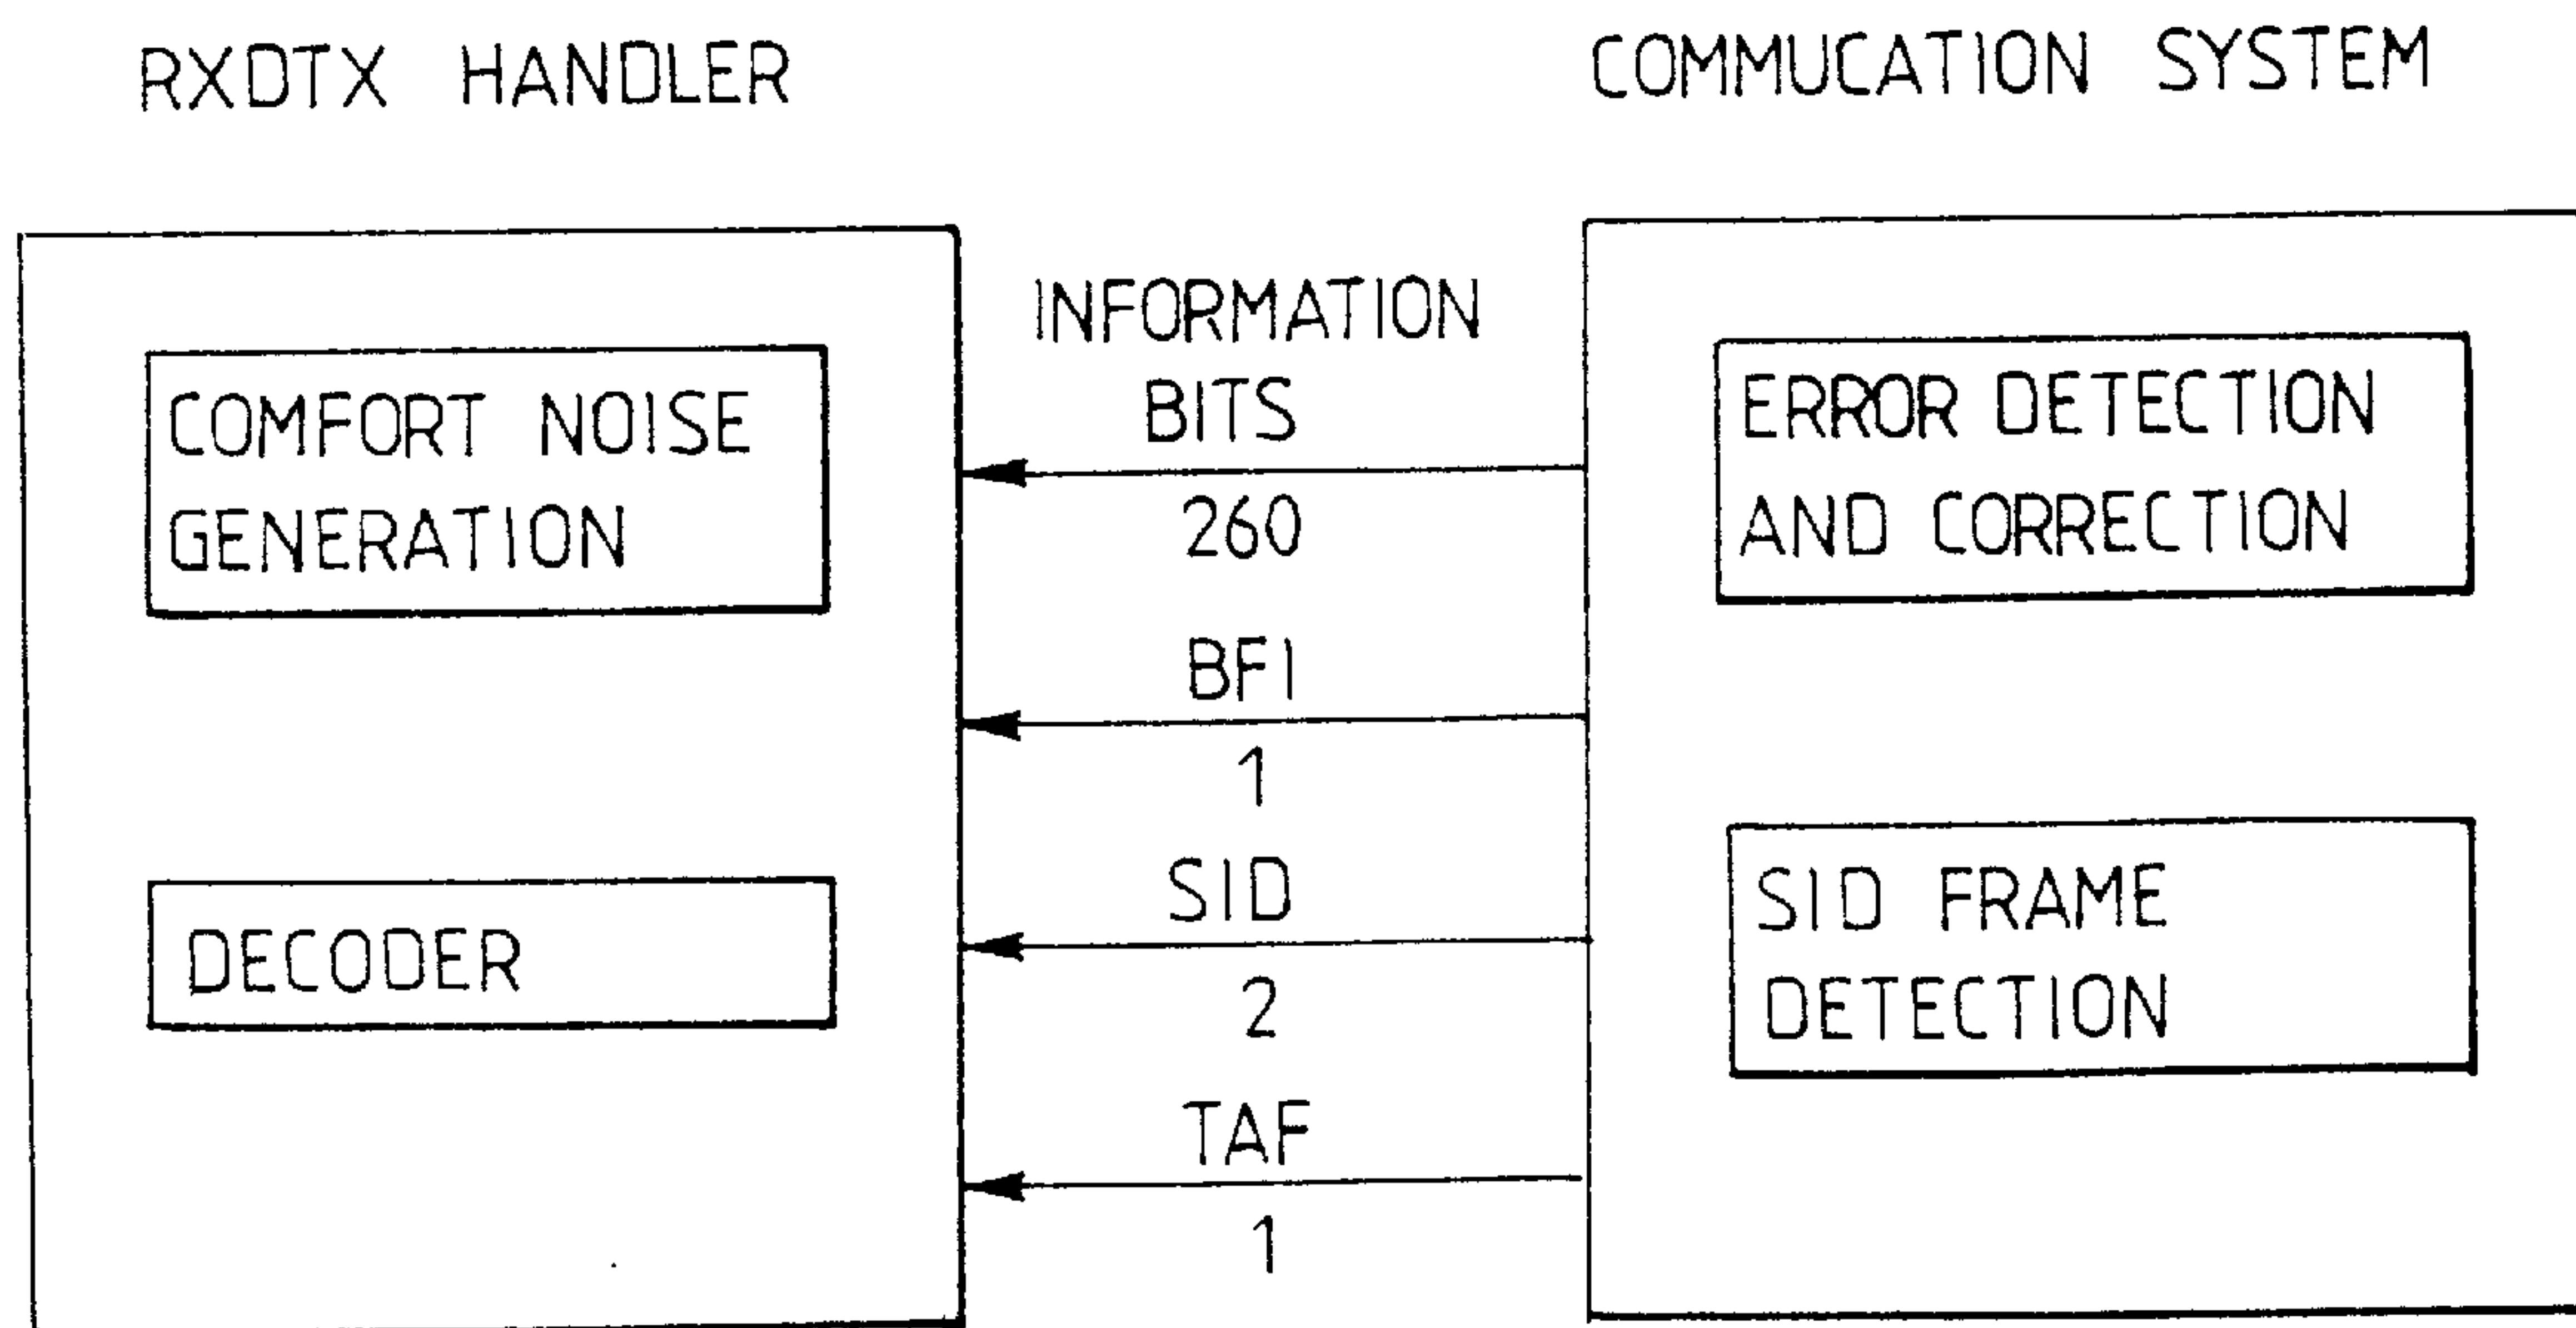 RXDTX HANDLER
COMMUCATION SYSTEM
COMFORT NOISE
GENERATION
DECODER
INFORMATION
BITS
260
BFI
1
SID
2
TAF
1
ERROR DETECTION
AND CORRECTION
SID FRAME
DETECTION